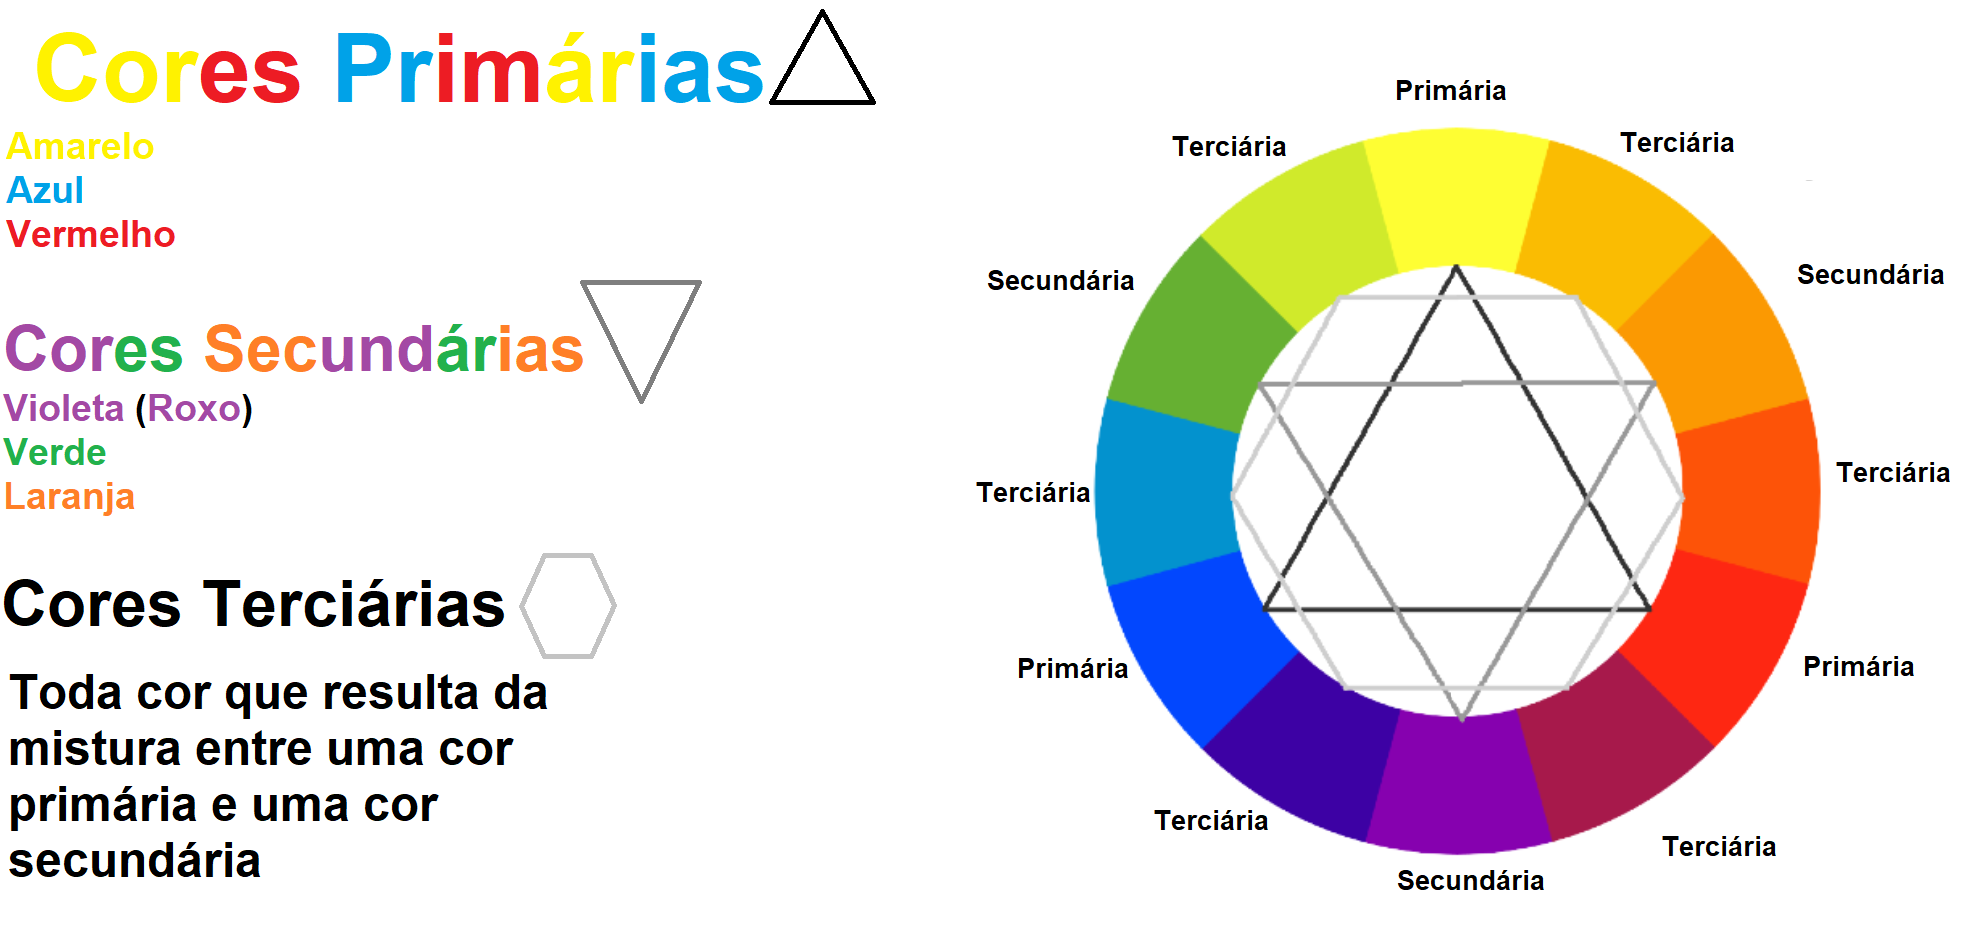 Cores Primárias
Amarelo
Azul
Vermelho
Cores Secundárias
Violeta (Roxo)
Verde
Laranja
Cores Terciárias
Toda cor que resulta da
mistura entre uma cor
primária e uma cor
secundária
Primária
Terciária
Terciária
Secundária
Secundária
Terciária
Terciária
Primária
Primária
Terciária
Terciária
Secundária